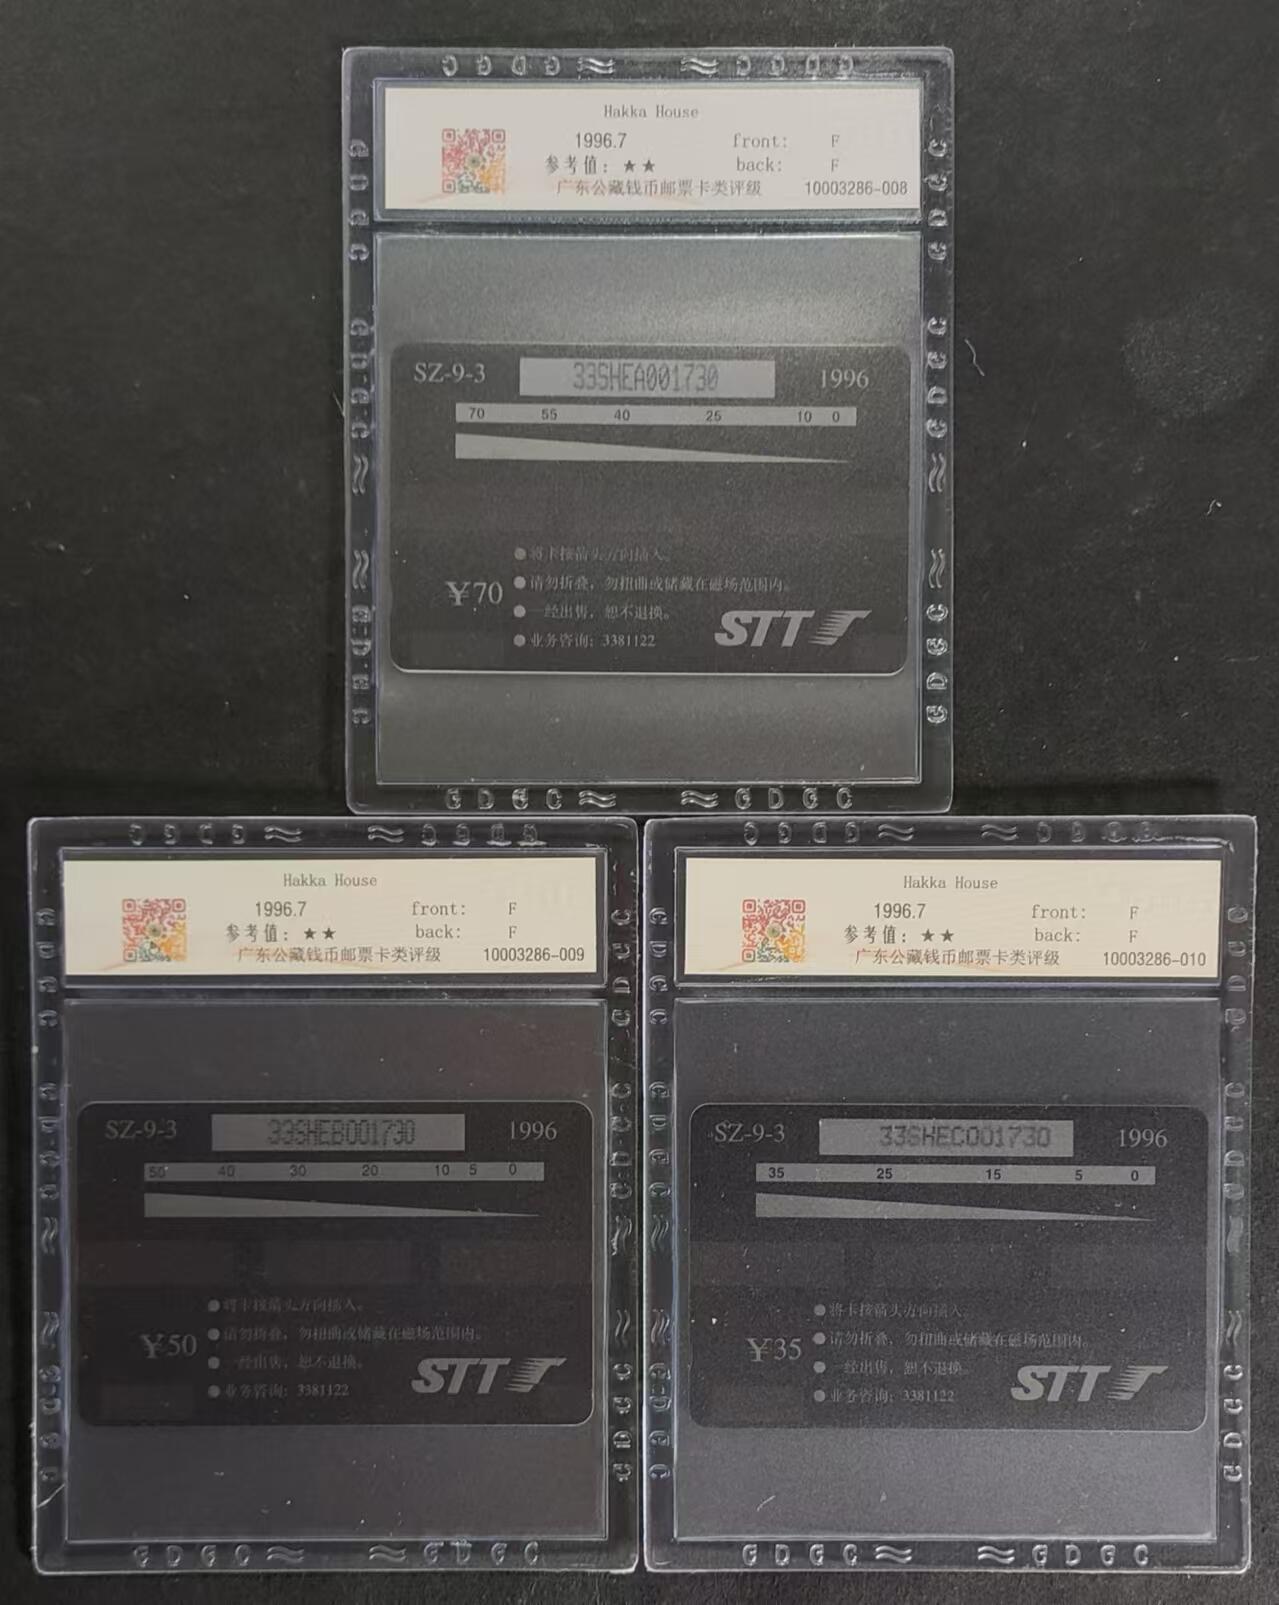 G D G C ≈ ≈ G D G C
Hakka House
1996.7 front: F
参考值: ★★ back: F
广东公藏钱币邮票卡类评级 10003286-008
SZ-9-3 33SHEA001730 1996
70 55 40 25 10 0
●将卡按箭头方向插入。
¥70 ●请勿折叠，勿扭曲或储藏在磁场范围内。
●一经出售，恕不退换。
●业务咨询: 3381122
STT
G D G C ≈ ≈ G D G C
Hakka House
1996.7 front: F
参考值: ★★ back: F
广东公藏钱币邮票卡类评级 10003286-009
SZ-9-3 33SHEB001730 1996
50 40 30 20 10 5 0
●将卡按箭头方向插入。
¥50 ●请勿折叠，勿扭曲或储藏在磁场范围内。
●一经出售，恕不退换。
●业务咨询: 3381122
STT
G D G C ≈ ≈ G D G C
Hakka House
1996.7 front: F
参考值: ★★ back: F
广东公藏钱币邮票卡类评级 10003286-010
SZ-9-3 33SHEC001730 1996
35 25 15 5 0
●将卡按箭头方向插入。
¥35 ●请勿折叠，勿扭曲或储藏在磁场范围内。
●一经出售，恕不退换
●业务咨询: 3381122
STT
G D G C ≈ ≈ G D G C